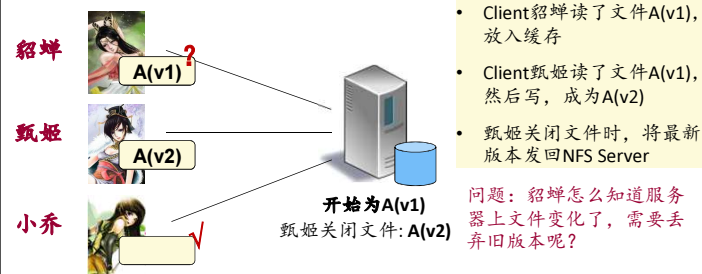 貂蝉
A(v1)
?
甄姬
A(v2)
小乔
√
开始为A(v1)
甄姬关闭文件: A(v2)
• Client貂蝉读了文件A(v1),
放入缓存
• Client甄姬读了文件A(v1),
然后写，成为A(v2)
• 甄姬关闭文件时，将最新
版本发回NFS Server
问题：貂蝉怎么知道服务
器上文件变化了，需要丢
弃旧版本呢？